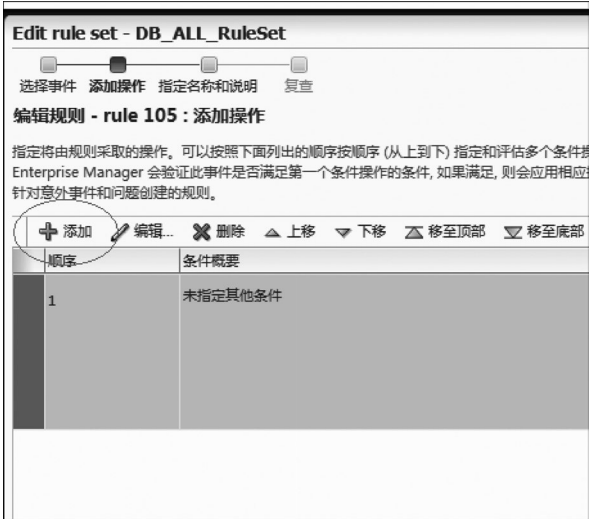 Edit rule set - DB_ALL_RuleSet
选择事件 添加操作 指定名称和说明 复查
编辑规则 - rule 105 : 添加操作
指定将由规则采取的操作。可以按照下面列出的顺序按顺序 (从上到下) 指定和评估多个条件操
Enterprise Manager 会验证此事件是否满足第一个条件操作的条件, 如果满足, 则会应用相应
针对意外事件和问题创建的规则。
添加 编辑... 删除 上移 下移 移至顶部 移至底部
顺序 条件概要
1 未指定其他条件